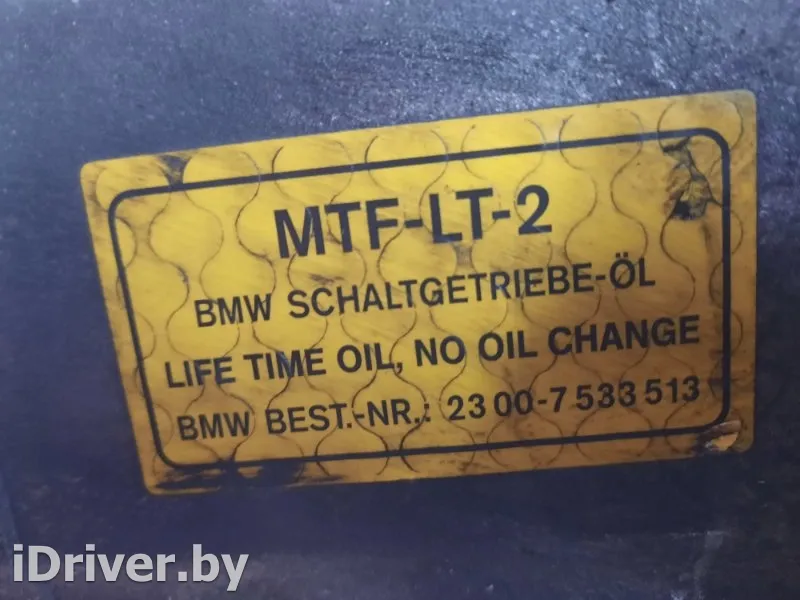 MTF-LT-2
BMW SCHALTGETRIEBE-ÖL
LIFE TIME OIL, NO OIL CHANGE
BMW BEST.-NR.: 23 00-7 533 513
iDriver.by